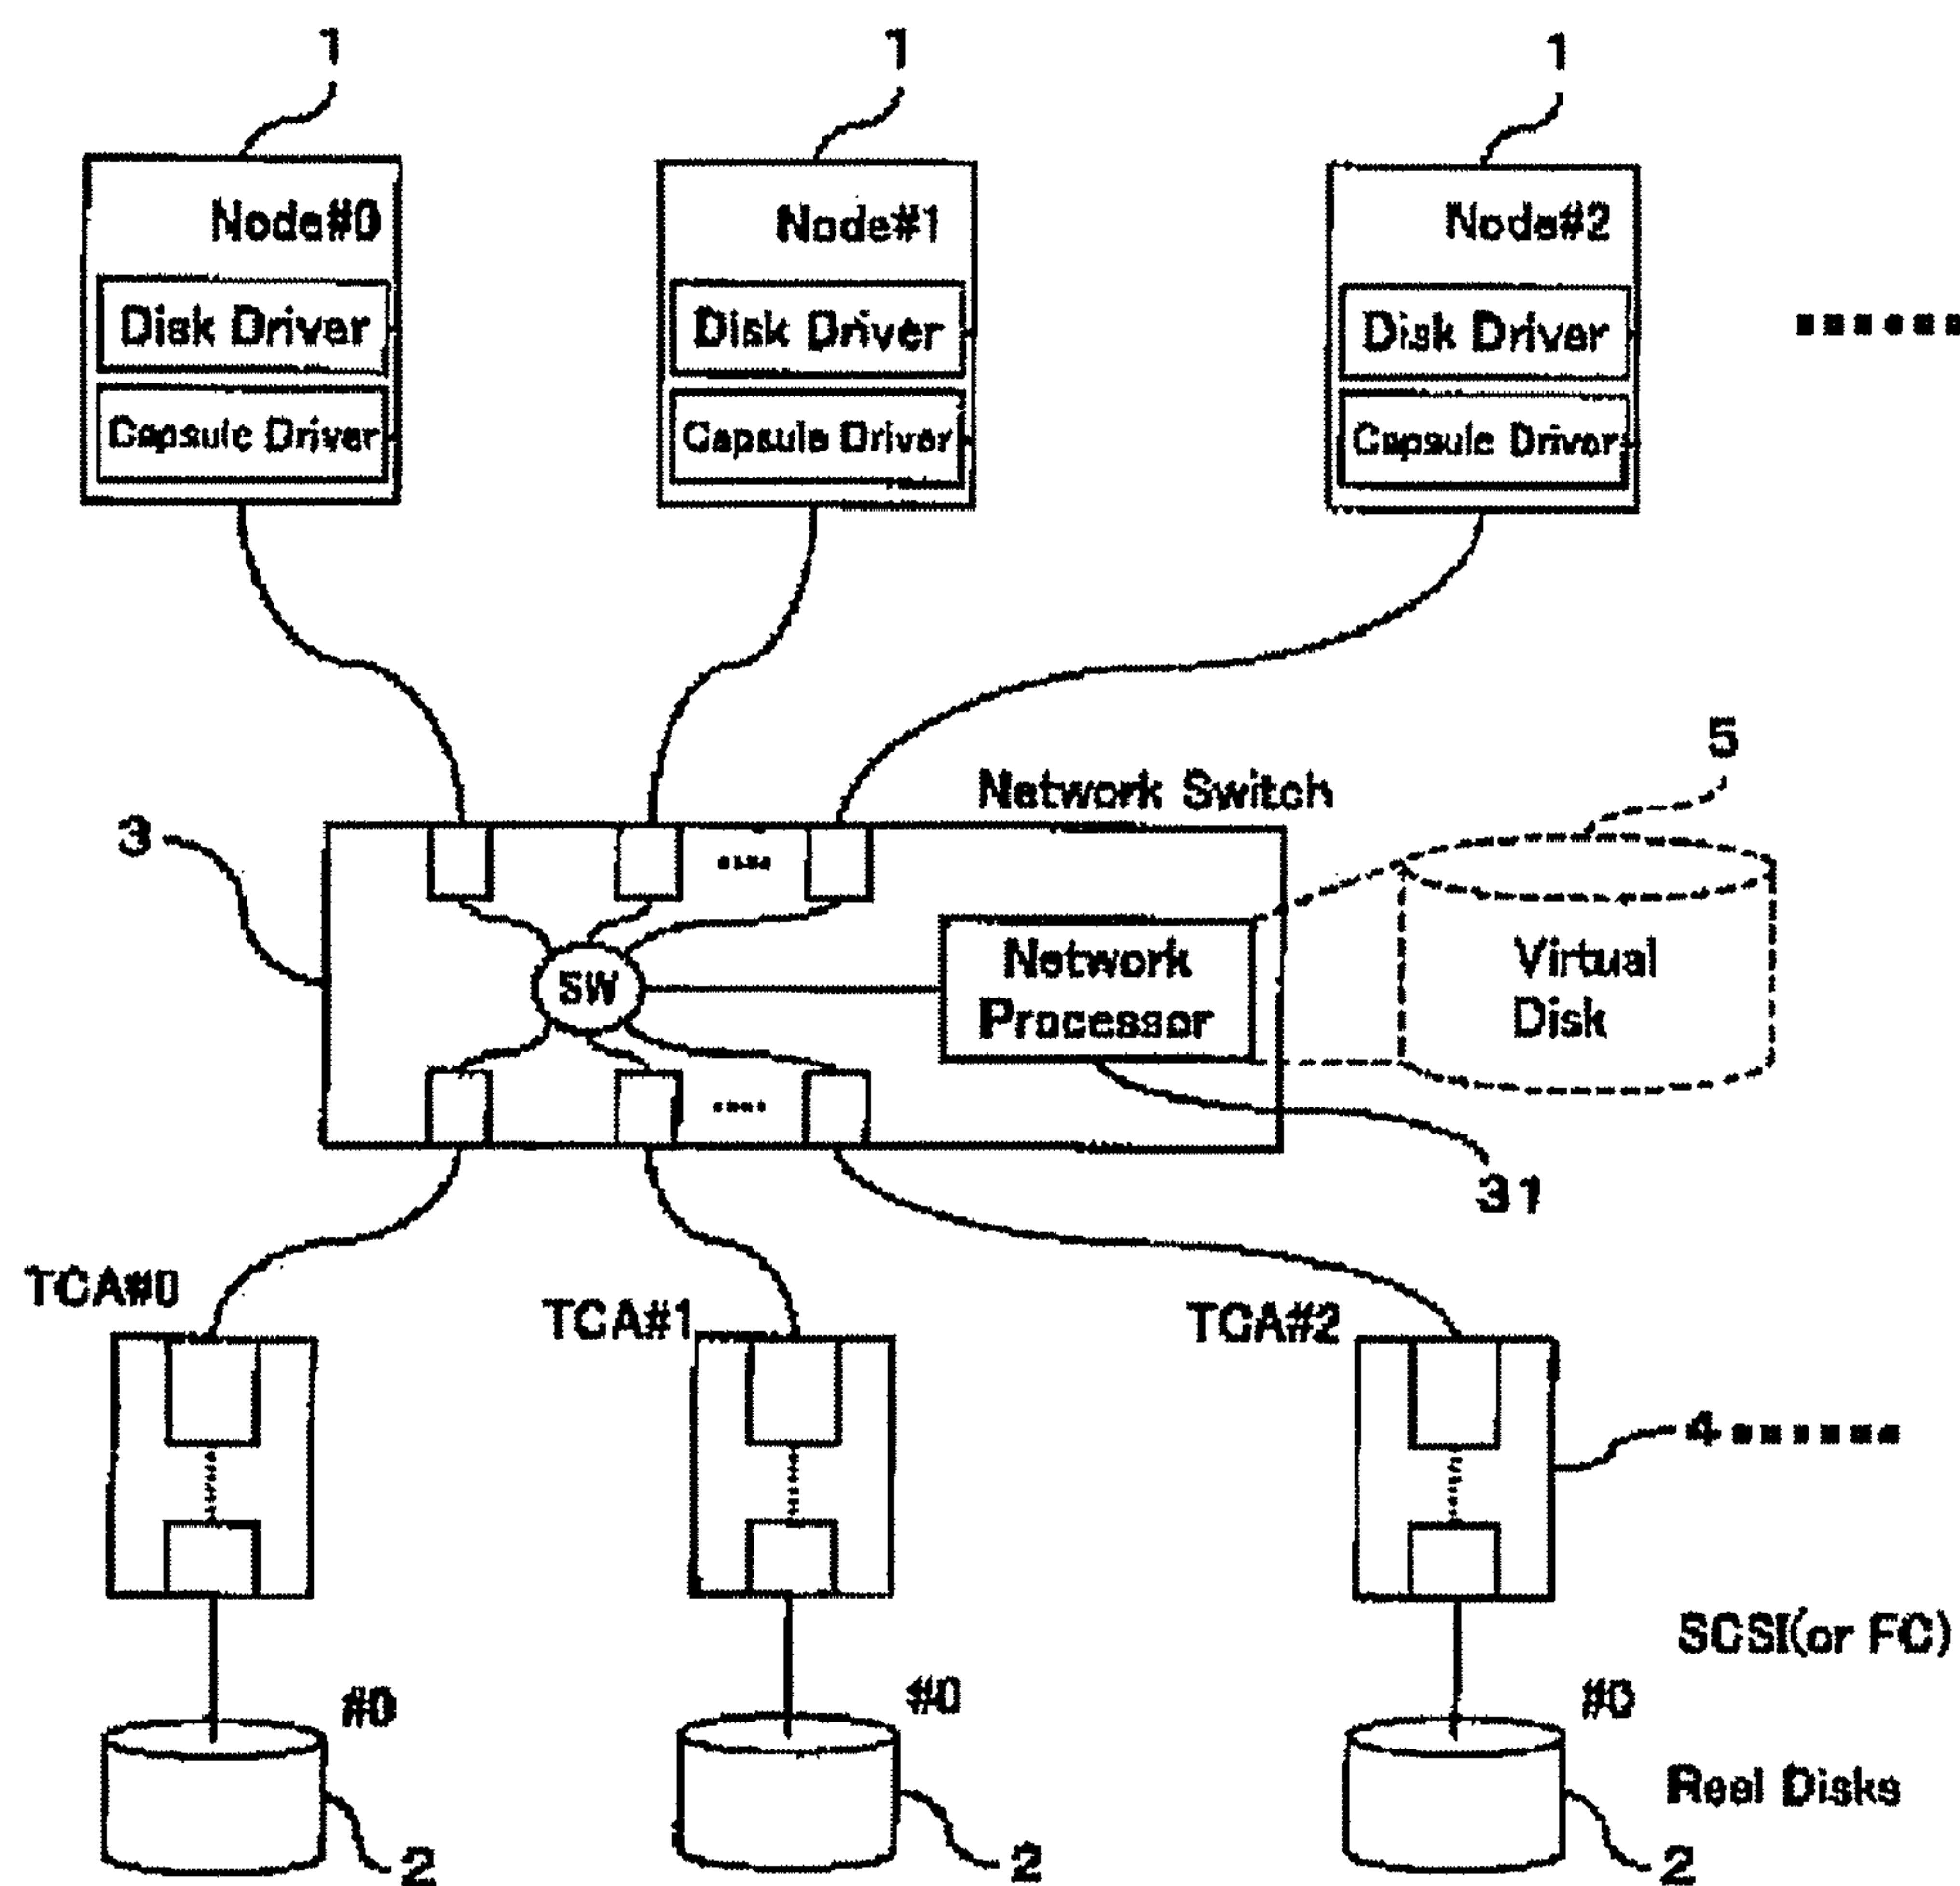 1
1
1
Node#0
Node#1
Node#2
Disk Driver
Disk Driver
Disk Driver
Capsule Driver
Capsule Driver
Capsule Driver
5
Network Switch
3
SW
Network
Processor
Virtual
Disk
31
TCA#0
TCA#1
TCA#2
4
SCSI(or FC)
#0
#0
#0
Real Disks
2
2
2